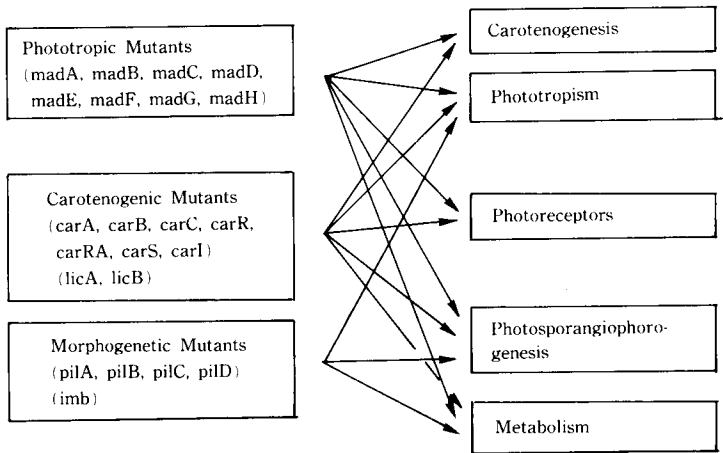 Phototropic Mutants
(madA, madB, madC, madD,
madE, madF, madG, madH)
Carotenogenic Mutants
(carA, carB, carC, carR,
carRA, carS, carI)
(licA, licB)
Morphogenetic Mutants
(pilA, pilB, pilC, pilD)
(imb)
Carotenogenesis
Phototropism
Photoreceptors
Photosporangiophoro-
genesis
Metabolism